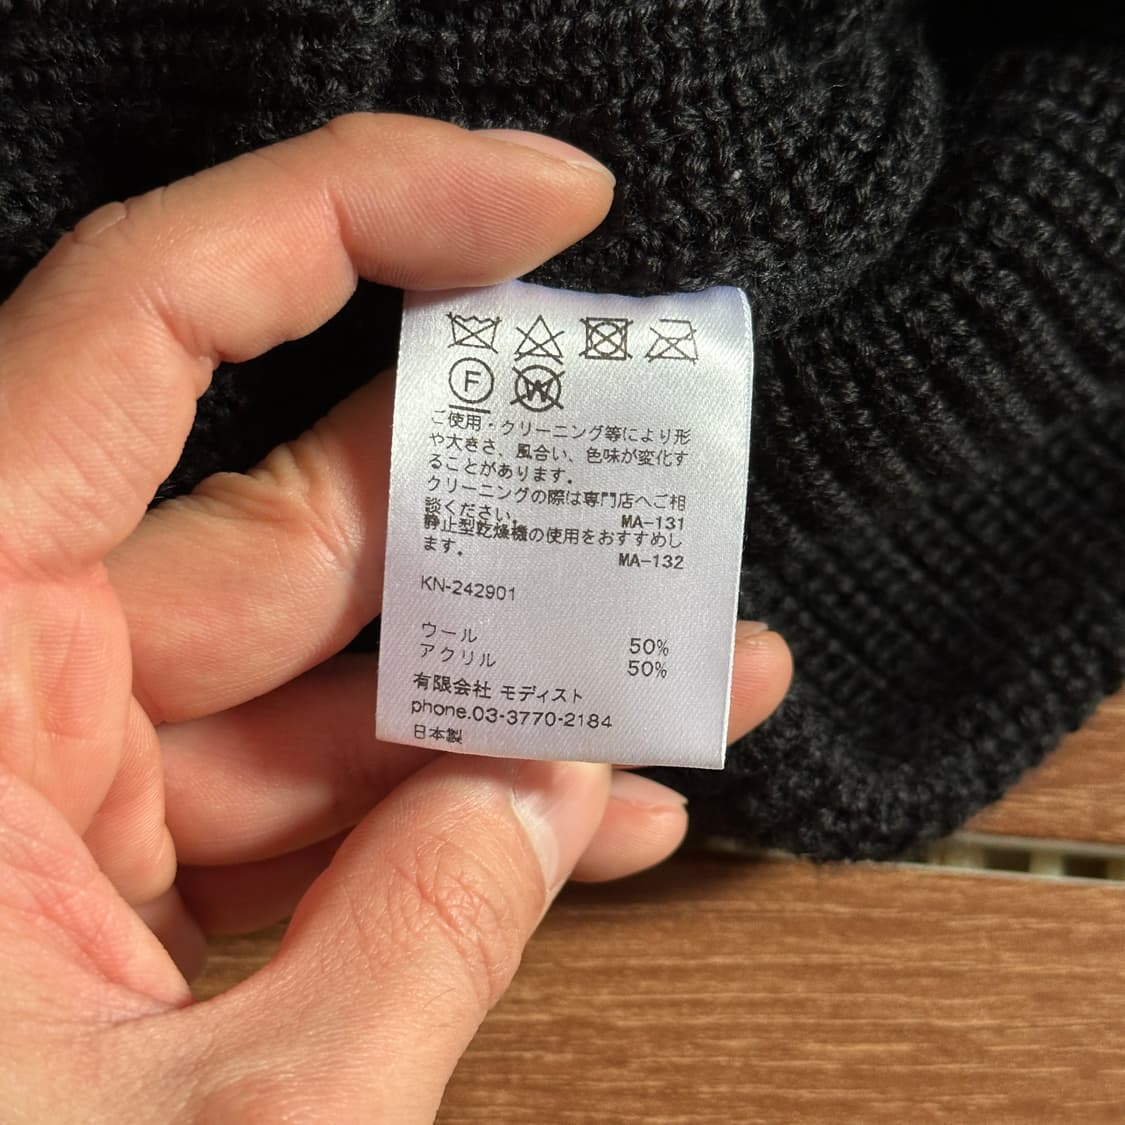 F W
ご使用・クリーニング等により形
や大きさ、風合い、色味が変化す
ることがあります。
クリーニングの際は専門店へご相
談ください。 MA-131
静止型乾燥機の使用をおすすめし
ます。 MA-132
KN-242901
ウール 50%
アクリル 50%
有限会社 モディスト
phone.03-3770-2184
日本製